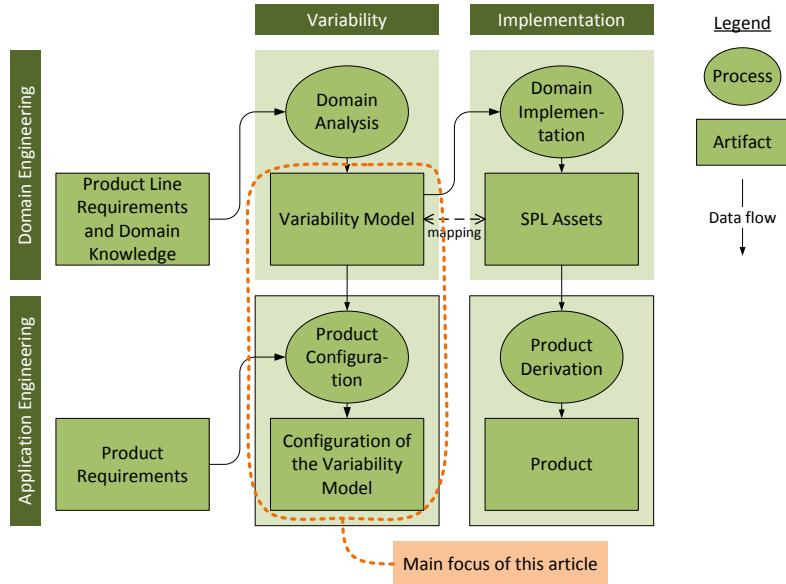 Variability
Implementation
Legend
Domain Engineering
Domain
Analysis
Domain
Implemen-
tation
Process
Artifact
Product Line
Requirements
and Domain
Knowledge
Variability Model
mapping
SPL Assets
Data flow
Application Engineering
Product
Configura-
tion
Product
Derivation
Product
Requirements
Configuration of
the Variability
Model
Product
Main focus of this article